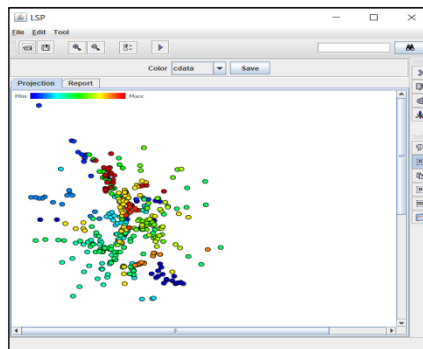 LSP
File Edit Tool
Color cdata Save
Projection Report
Min Max